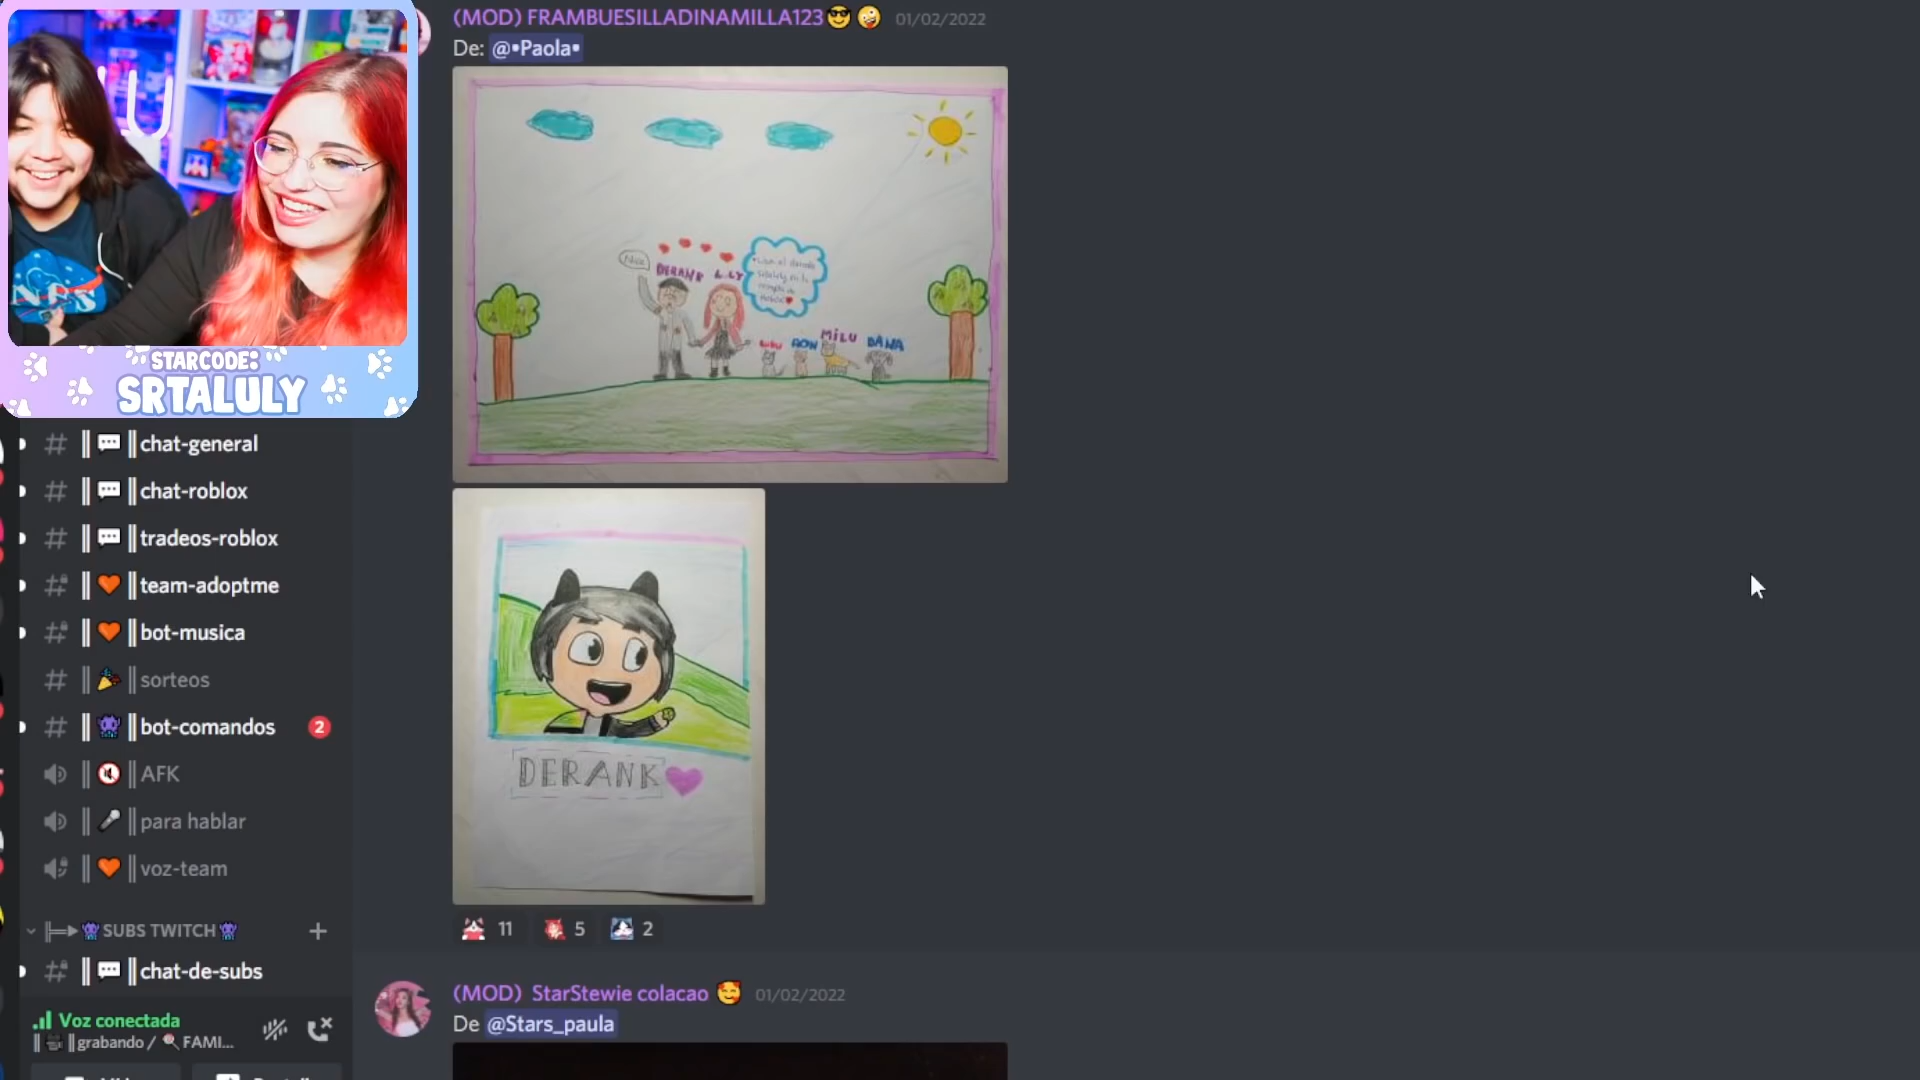 (MOD) FRAMBUESILLADINAMILLA123 01/02/2022
De: @•Paola•
DERANK
MILU
DANA
DERANK
11
5
2
(MOD) StarStewie colacao 01/02/2022
De @Stars_paula
STARCODE:
SRTALULY
chat-general
chat-roblox
tradeos-roblox
team-adoptme
bot-musica
sorteos
bot-comandos 2
AFK
para hablar
voz-team
SUBS TWITCH
chat-de-subs
Voz conectada
grabando / FAMI...